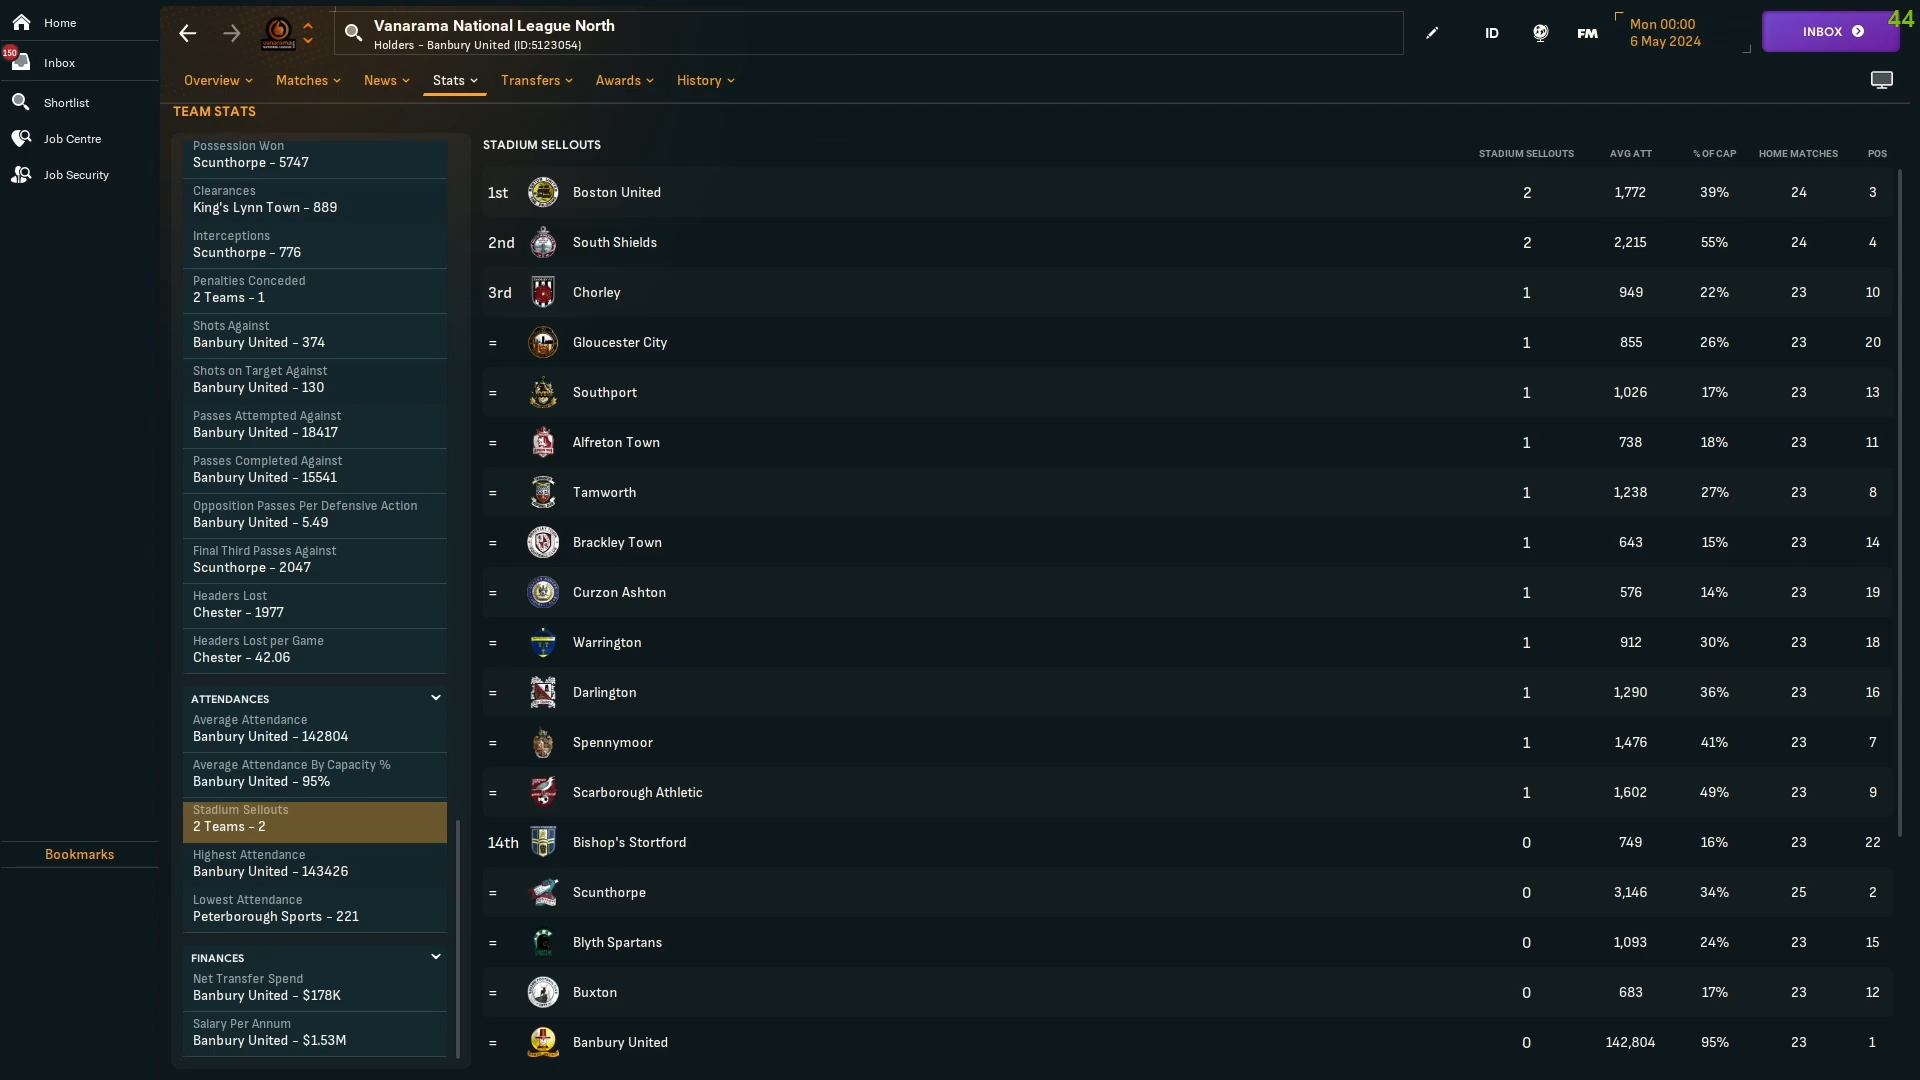 Home
150
Inbox
Shortlist
Job Centre
Job Security
Bookmarks
Vanarama National League North
Holders - Banbury United (ID:5123054)
ID
FM
Mon 00:00
6 May 2024
INBOX
44
Overview
Matches
News
Stats
Transfers
Awards
History
TEAM STATS
Possession Won
Scunthorpe - 5747
Clearances
King's Lynn Town - 889
Interceptions
Scunthorpe - 776
Penalties Conceded
2 Teams - 1
Shots Against
Banbury United - 374
Shots on Target Against
Banbury United - 130
Passes Attempted Against
Banbury United - 18417
Passes Completed Against
Banbury United - 15541
Opposition Passes Per Defensive Action
Banbury United - 5.49
Final Third Passes Against
Scunthorpe - 2047
Headers Lost
Chester - 1977
Headers Lost per Game
Chester - 42.06
ATTENDANCES
Average Attendance
Banbury United - 142804
Average Attendance By Capacity %
Banbury United - 95%
Stadium Sellouts
2 Teams - 2
Highest Attendance
Banbury United - 143426
Lowest Attendance
Peterborough Sports - 221
FINANCES
Net Transfer Spend
Banbury United - $178K
Salary Per Annum
Banbury United - $1.53M
STADIUM SELLOUTS
STADIUM SELLOUTS AVG ATT % OF CAP HOME MATCHES POS
1st Boston United 2 1,772 39% 24 3
2nd South Shields 2 2,215 55% 24 4
3rd Chorley 1 949 22% 23 10
= Gloucester City 1 855 26% 23 20
= Southport 1 1,026 17% 23 13
= Alfreton Town 1 738 18% 23 11
= Tamworth 1 1,238 27% 23 8
= Brackley Town 1 643 15% 23 14
= Curzon Ashton 1 576 14% 23 19
= Warrington 1 912 30% 23 18
= Darlington 1 1,290 36% 23 16
= Spennymoor 1 1,476 41% 23 7
= Scarborough Athletic 1 1,602 49% 23 9
14th Bishop's Stortford 0 749 16% 23 22
= Scunthorpe 0 3,146 34% 25 2
= Blyth Spartans 0 1,093 24% 23 15
= Buxton 0 683 17% 23 12
= Banbury United 0 142,804 95% 23 1